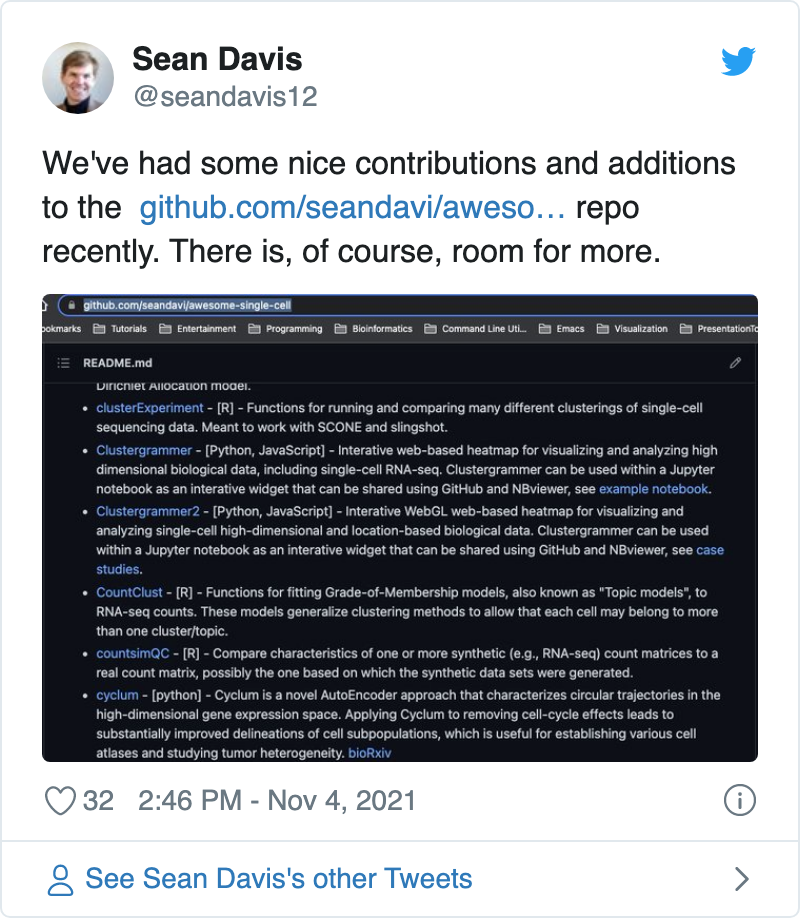 Sean Davis
@seandavis12
We've had some nice contributions and additions
to the github.com/seandavi/aweso… repo
recently. There is, of course, room for more.
github.com/seandavi/awesome-single-cell
ookmarks Tutorials Entertainment Programming Bioinformatics Command Line Uti... Emacs Visualization PresentationTo
README.md
Dirichlet Allocation model.
• clusterExperiment - [R] - Functions for running and comparing many different clusterings of single-cell
sequencing data. Meant to work with SCONE and slingshot.
• Clustergrammer - [Python, JavaScript] - Interative web-based heatmap for visualizing and analyzing high
dimensional biological data, including single-cell RNA-seq. Clustergrammer can be used within a Jupyter
notebook as an interative widget that can be shared using GitHub and NBviewer, see example notebook.
• Clustergrammer2 - [Python, JavaScript] - Interative WebGL web-based heatmap for visualizing and
analyzing single-cell high-dimensional and location-based biological data. Clustergrammer can be used
within a Jupyter notebook as an interative widget that can be shared using GitHub and NBviewer, see case
studies.
• CountClust - [R] - Functions for fitting Grade-of-Membership models, also known as "Topic models", to
RNA-seq counts. These models generalize clustering methods to allow that each cell may belong to more
than one cluster/topic.
• countsimQC - [R] - Compare characteristics of one or more synthetic (e.g., RNA-seq) count matrices to a
real count matrix, possibly the one based on which the synthetic data sets were generated.
• cyclum - [python] - Cyclum is a novel AutoEncoder approach that characterizes circular trajectories in the
high-dimensional gene expression space. Applying Cyclum to removing cell-cycle effects leads to
substantially improved delineations of cell subpopulations, which is useful for establishing various cell
atlases and studying tumor heterogeneity. bioRxiv
32 2:46 PM - Nov 4, 2021
See Sean Davis's other Tweets